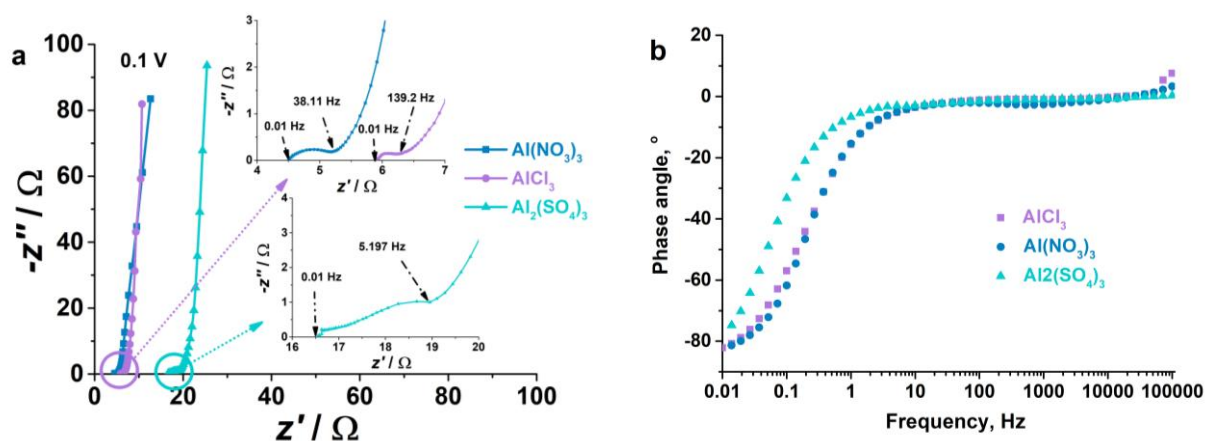 a
0.1 V
-z''/ Ω
100
80
60
40
20
0
0 20 40 60 80 100
z'/ Ω
-z''/ Ω
3
2
1
0
38.11 Hz
139.2 Hz
0.01 Hz
0.01 Hz
4 5 6 7
z'/ Ω
Al(NO₃)₃
AlCl₃
Al₂(SO₄)₃
-z''/ Ω
4
3
2
1
0
5.197 Hz
0.01 Hz
16 17 18 19 20
z'/ Ω
b
Phase angle, °
20
0
-20
-40
-60
-80
AlCl₃
Al(NO₃)₃
Al2(SO₄)₃
0.01 0.1 1 10 100 1000 10000 100000
Frequency, Hz